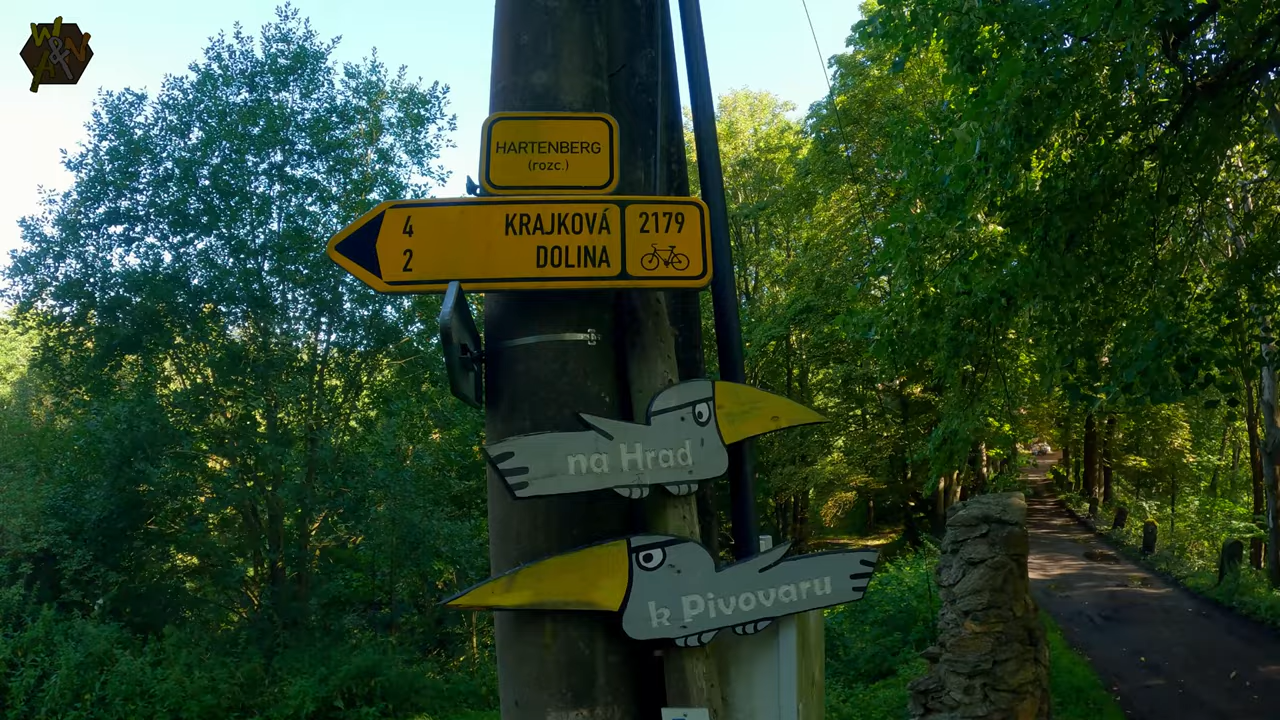 W&N
A
HARTENBERG
(rozc.)
4 KRAJKOVÁ 2179
2 DOLINA
na Hrad
k Pivovaru